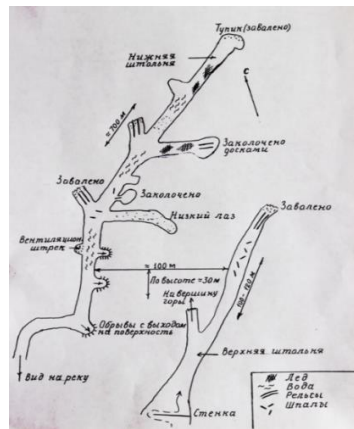 Тупик (завалено)
Нижняя
штольня
С
≈ 700 м
Заколочено
досками
Завалено
Заколочено
Низкий лаз
Завалено
Вентиляцион
штрек
≈ 100 м
По высоте ≈ 30 м
На вершину
горы
Обрывы с выходом
на поверхность
Верхняя штольня
Вид на реку
Стенка
Лед
Вода
Рельсы
Шпалы